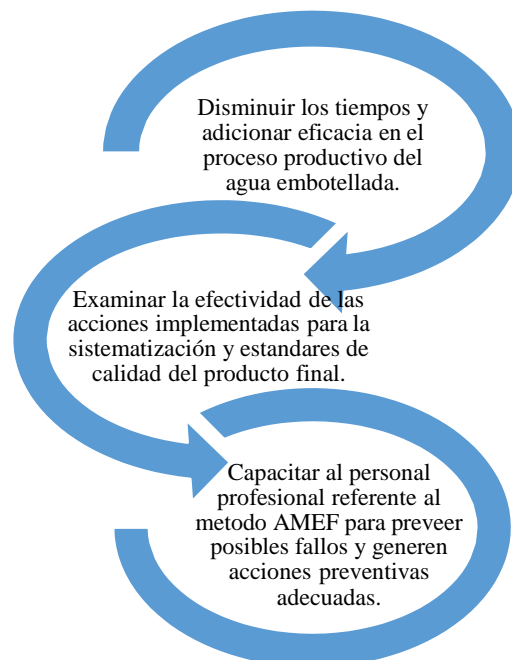 Disminuir los tiempos y
adicionar eficacia en el
proceso productivo del
agua embotellada.
Examinar la efectividad de las
acciones implementadas para la
sistematización y estandares de
calidad del producto final.
Capacitar al personal
profesional referente al
metodo AMEF para preveer
posibles fallos y generen
acciones preventivas
adecuadas.